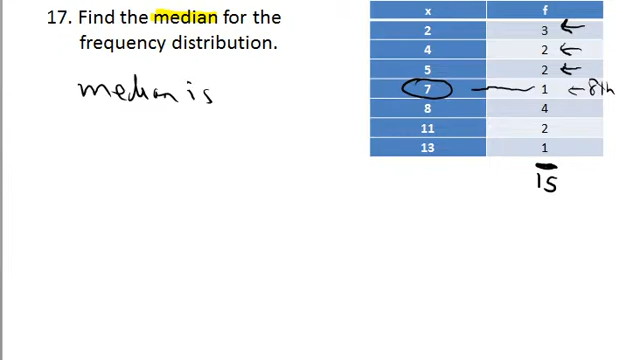 17. Find the median for the
frequency distribution.
median is
x f
2 3
4 2
5 2
7 1 8th
8 4
11 2
13 1
15